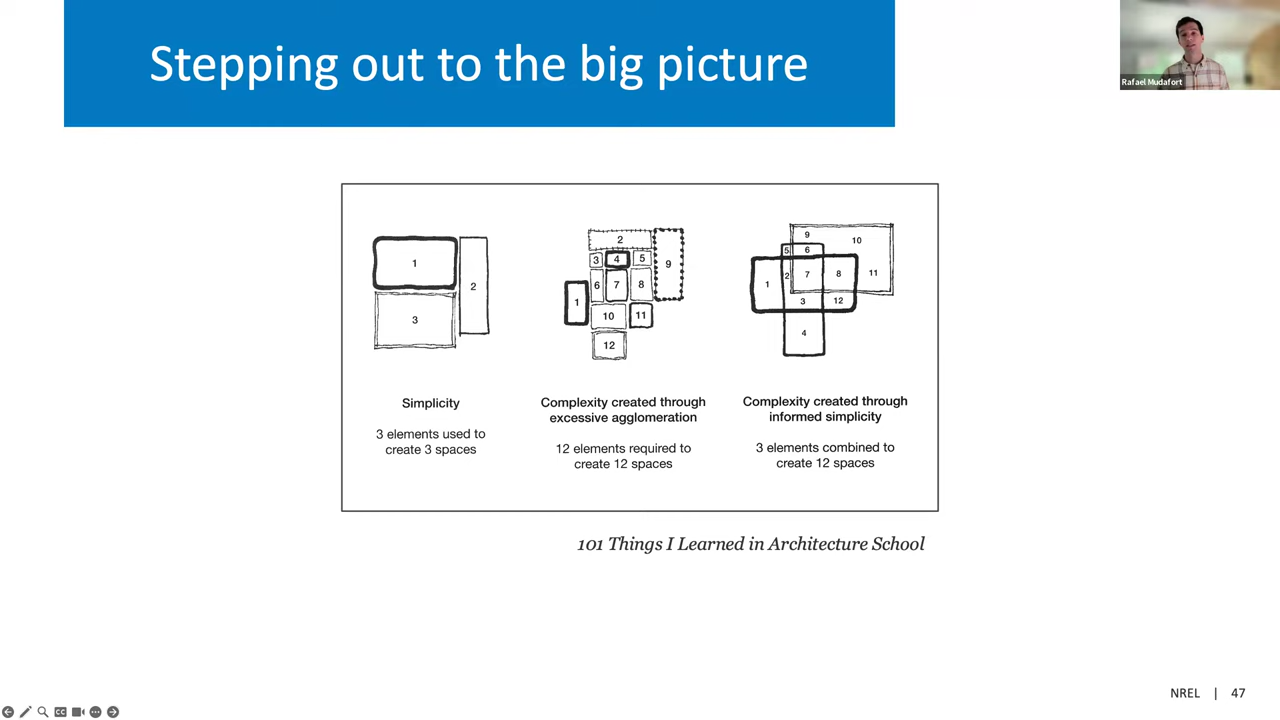 Stepping out to the big picture
Rafael Mudafort
1
2
3
Simplicity
3 elements used to
create 3 spaces
2
3 4 5
9
6 7 8
1
10 11
12
Complexity created through
excessive agglomeration
12 elements required to
create 12 spaces
9
10
5 6
1 2 7 8 11
3 12
4
Complexity created through
informed simplicity
3 elements combined to
create 12 spaces
101 Things I Learned in Architecture School
CC
NREL | 47